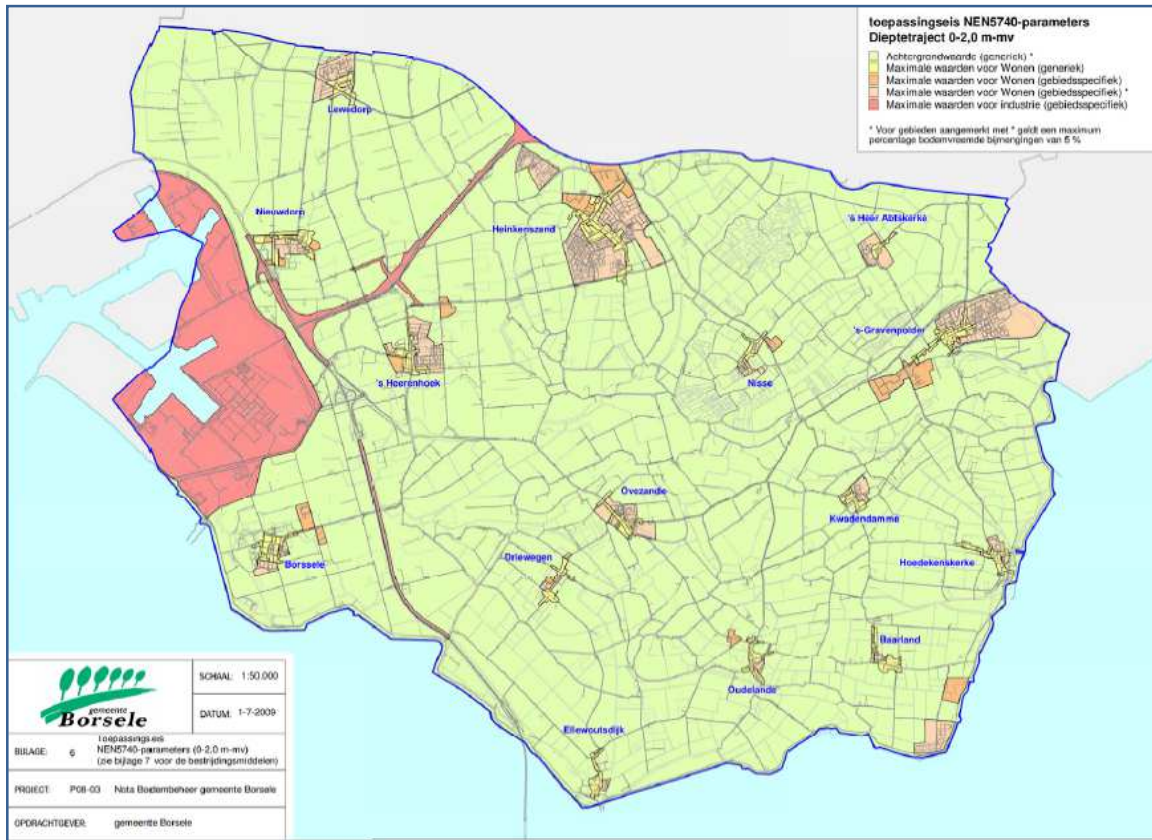 toepassingseis NEN5740-parameters
Dieptetraject 0-2,0 m-mv
Achtergrondwaarde (generiek) *
Maximale waarden voor Wonen (generiek)
Maximale waarden voor Wonen (gebiedsspecifiek)
Maximale waarden voor Wonen (gebiedsspecifiek) *
Maximale waarden voor industrie (gebiedsspecifiek)
* Voor gebieden aangemerkt met * geldt een maximum
percentage bodemvreemde bijmengingen van 5 %
Lewedorp
Nieuwdorp
Heinkenszand
's Heer Abtskerke
's-Gravenpolder
's Heerenhoek
Nisse
Ovezande
Kwadendamme
Borssele
Driewegen
Hoedekenskerke
Baarland
Oudelande
Ellewoutsdijk
gemeente
Borsele
SCHAAL: 1:50.000
DATUM: 1-7-2009
BIJLAGE: 6 Toepassingseis
NEN5740-parameters (0-2,0 m-mv)
(zie bijlage 7 voor de bestrijdingsmiddelen)
PROJECT: P08-03 Nota Bodembeheer gemeente Borsele
OPDRACHTGEVER: gemeente Borsele